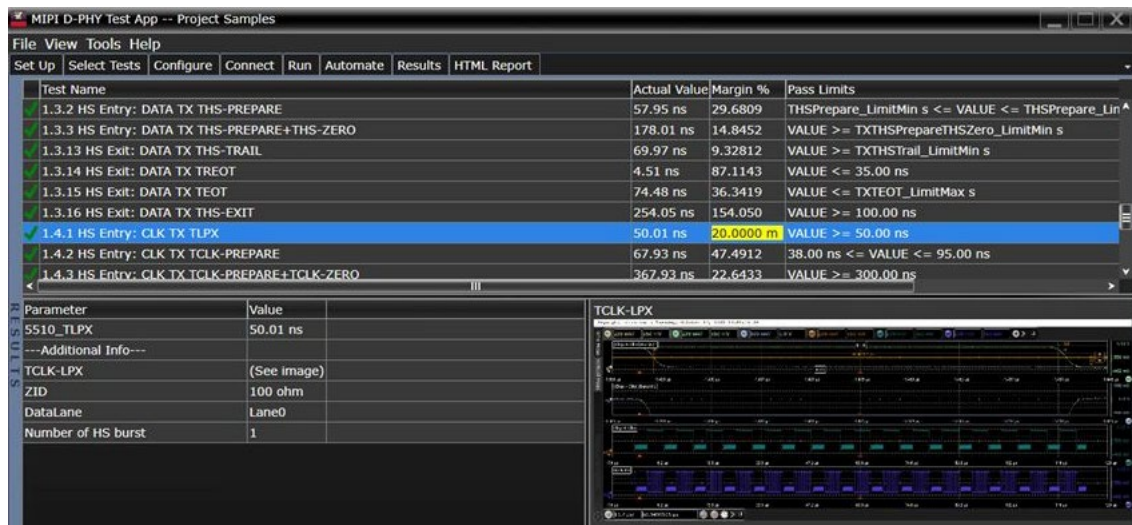 MIPI D-PHY Test App -- Project Samples
File View Tools Help
Set Up Select Tests Configure Connect Run Automate Results HTML Report
Test Name Actual Value Margin % Pass Limits
1.3.2 HS Entry: DATA TX THS-PREPARE 57.95 ns 29.6809 THSPrepare_LimitMin s <= VALUE <= THSPrepare_Lin
1.3.3 HS Entry: DATA TX THS-PREPARE+THS-ZERO 178.01 ns 14.8452 VALUE >= TXTHSPrepareTHSZero_LimitMin s
1.3.13 HS Exit: DATA TX THS-TRAIL 69.97 ns 9.32812 VALUE >= TXTHSTrail_LimitMin s
1.3.14 HS Exit: DATA TX TREOT 4.51 ns 87.1143 VALUE <= 35.00 ns
1.3.15 HS Exit: DATA TX TEOT 74.48 ns 36.3419 VALUE <= TXTEOT_LimitMax s
1.3.16 HS Exit: DATA TX THS-EXIT 254.05 ns 154.050 VALUE >= 100.00 ns
1.4.1 HS Entry: CLK TX TLPX 50.01 ns 20.0000 m VALUE >= 50.00 ns
1.4.2 HS Entry: CLK TX TCLK-PREPARE 67.93 ns 47.4912 38.00 ns <= VALUE <= 95.00 ns
1.4.3 HS Entry: CLK TX TCLK-PREPARE+TCLK-ZERO 367.93 ns 22.6433 VALUE >= 300.00 ns
RESULTS
Parameter Value
5510_TLPX 50.01 ns
---Additional Info---
TCLK-LPX (See image)
ZID 100 ohm
DataLane Lane0
Number of HS burst 1
TCLK-LPX